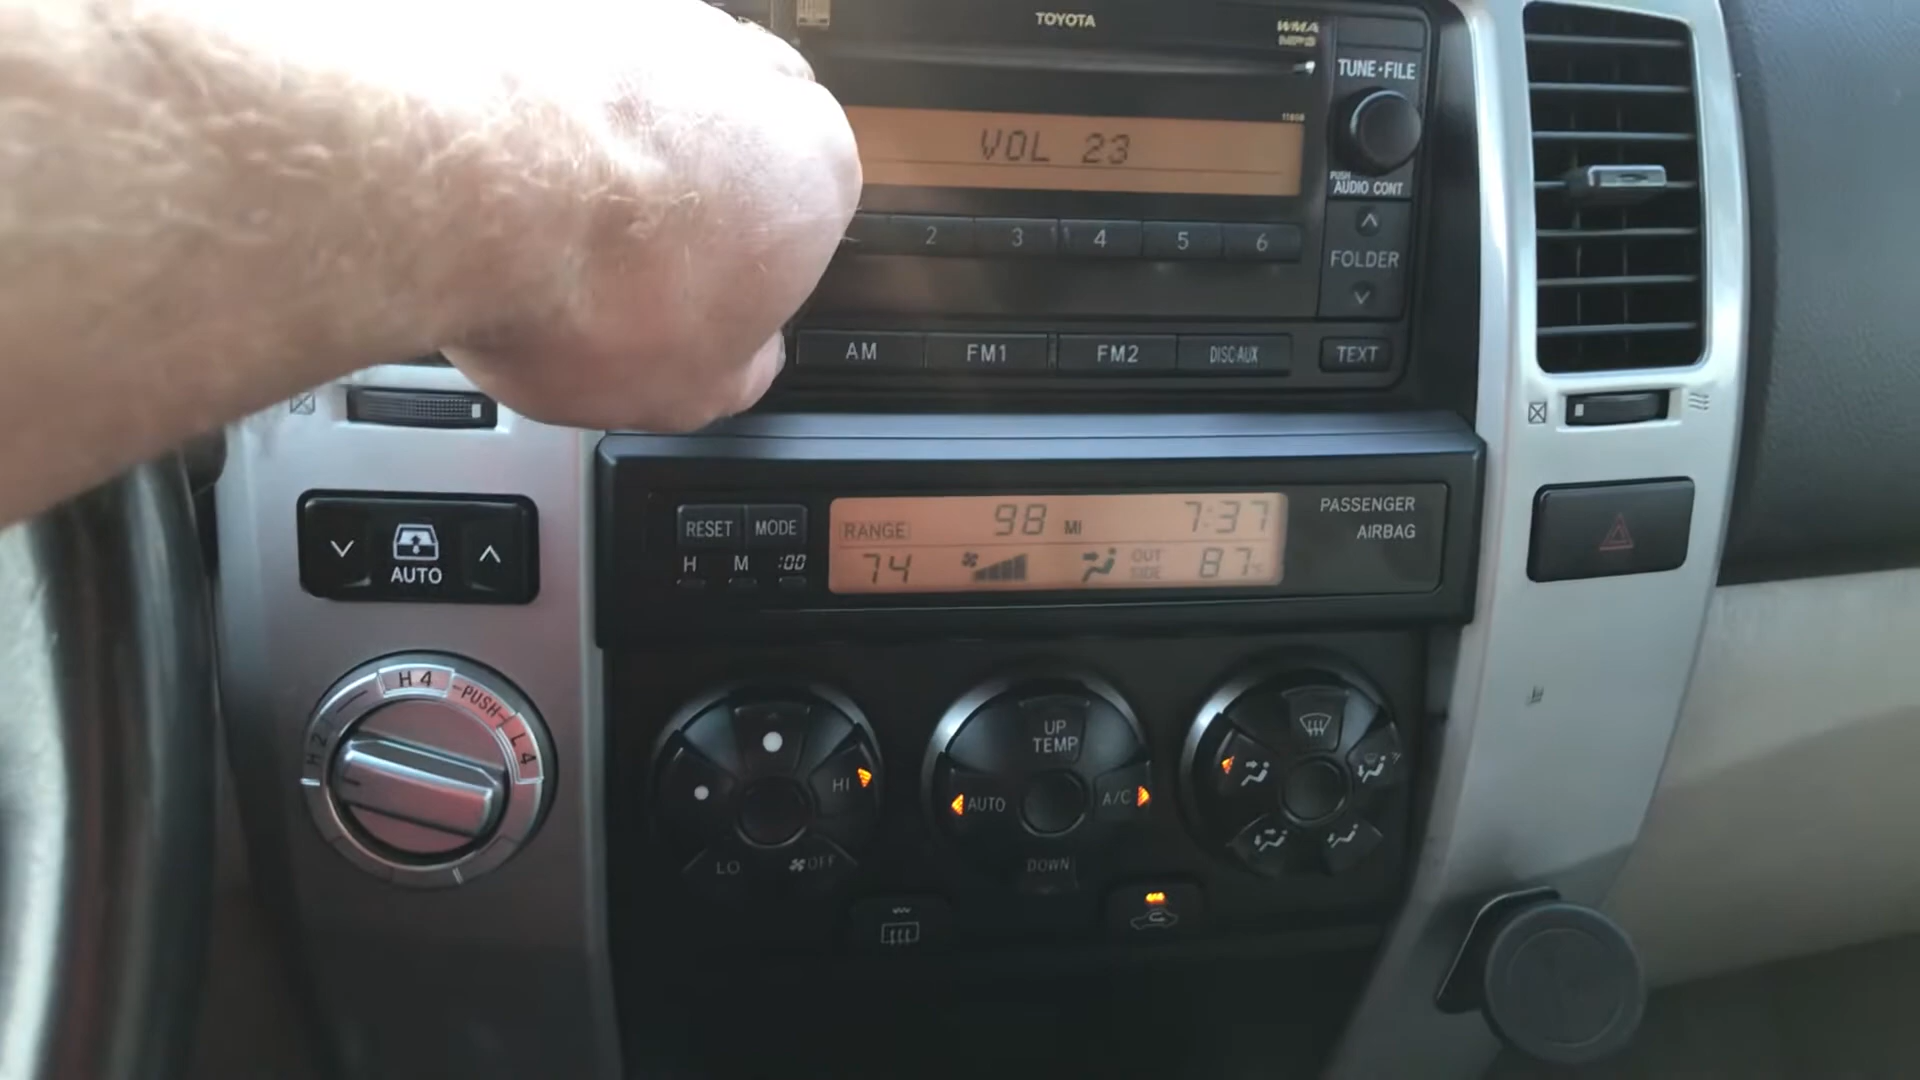 TOYOTA
WMA
MP3
TUNE•FILE
11808
VOL 23
PUSH
AUDIO CONT
2 3 4 5 6
FOLDER
AM FM1 FM2 DISC•AUX TEXT
RESET MODE
H M :00
RANGE 98 MI 7:37
74 OUT SIDE 87
PASSENGER
AIRBAG
AUTO
H2 H4 PUSH L4
HI
LO OFF
UP
TEMP
AUTO A/C
DOWN